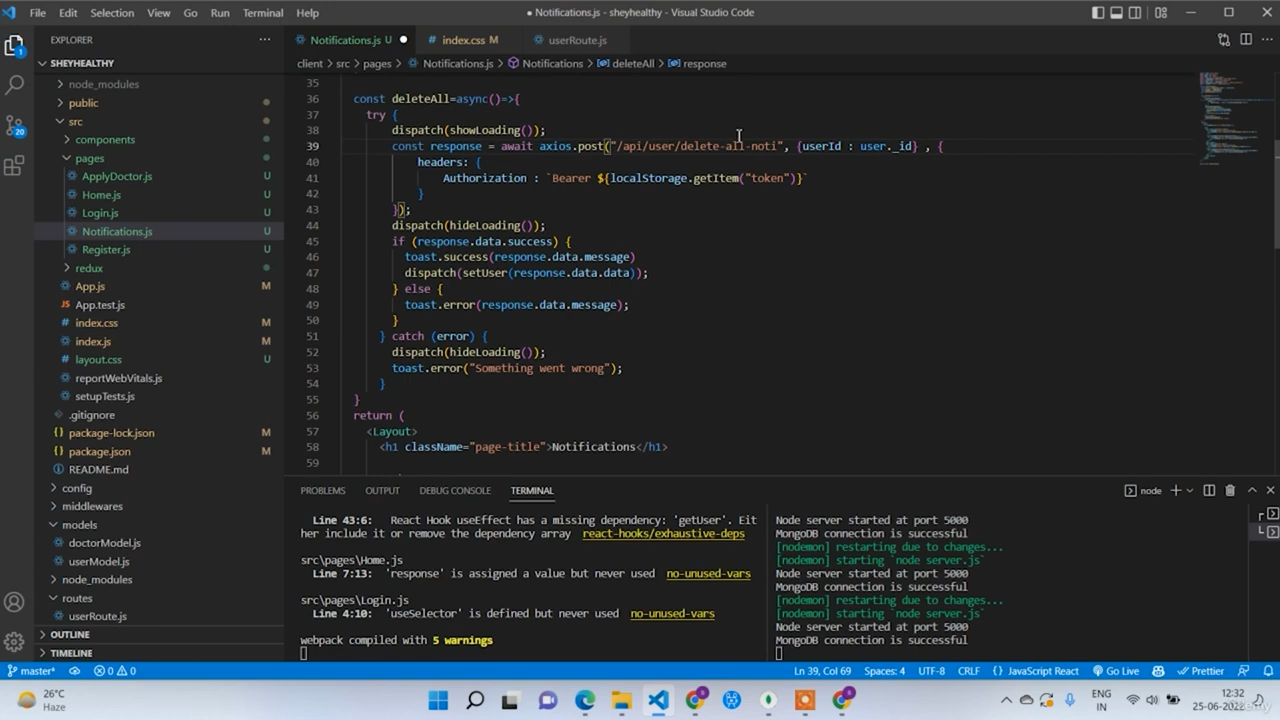 File Edit Selection View Go Run Terminal Help
● Notifications.js - sheyhealthy - Visual Studio Code
EXPLORER
Notifications.js U
index.css M
userRoute.js
SHEYHEALTHY
client > src > pages > Notifications.js > Notifications > deleteAll > response
node_modules
public
src
components
pages
ApplyDoctor.js U
Home.js U
Login.js U
Notifications.js U
Register.js U
redux
App.js M
App.test.js
index.css M
index.js M
layout.css U
reportWebVitals.js
setupTests.js
.gitignore
package-lock.json M
package.json M
README.md
config
middlewares
models
doctorModel.js
userModel.js
node_modules
routes
userRoute.js
OUTLINE
TIMELINE
35
36 const deleteAll=async()=>{
37 try {
38 dispatch(showLoading());
39 const response = await axios.post("/api/user/delete-all-noti", {userId : user._id} , {
40 headers: {
41 Authorization : `Bearer ${localStorage.getItem("token")}`
42 }
43 });
44 dispatch(hideLoading());
45 if (response.data.success) {
46 toast.success(response.data.message)
47 dispatch(setUser(response.data.data));
48 } else {
49 toast.error(response.data.message);
50 }
51 } catch (error) {
52 dispatch(hideLoading());
53 toast.error("Something went wrong");
54 }
55 }
56 return (
57 <Layout>
58 <h1 className="page-title">Notifications</h1>
59
PROBLEMS OUTPUT DEBUG CONSOLE TERMINAL
node
Line 43:6: React Hook useEffect has a missing dependency: 'getUser'. Eit
her include it or remove the dependency array react-hooks/exhaustive-deps
src\pages\Home.js
Line 7:13: 'response' is assigned a value but never used no-unused-vars
src\pages\Login.js
Line 4:10: 'useSelector' is defined but never used no-unused-vars
webpack compiled with 5 warnings
Node server started at port 5000
MongoDB connection is successful
[nodemon] restarting due to changes...
[nodemon] starting `node server.js`
Node server started at port 5000
MongoDB connection is successful
[nodemon] restarting due to changes...
[nodemon] starting `node server.js`
Node server started at port 5000
MongoDB connection is successful
master* 0 0
Ln 39, Col 69 Spaces: 4 UTF-8 CRLF {} JavaScript React Go Live Prettier
26°C
Haze
ENG
IN
12:32
25-06-2022